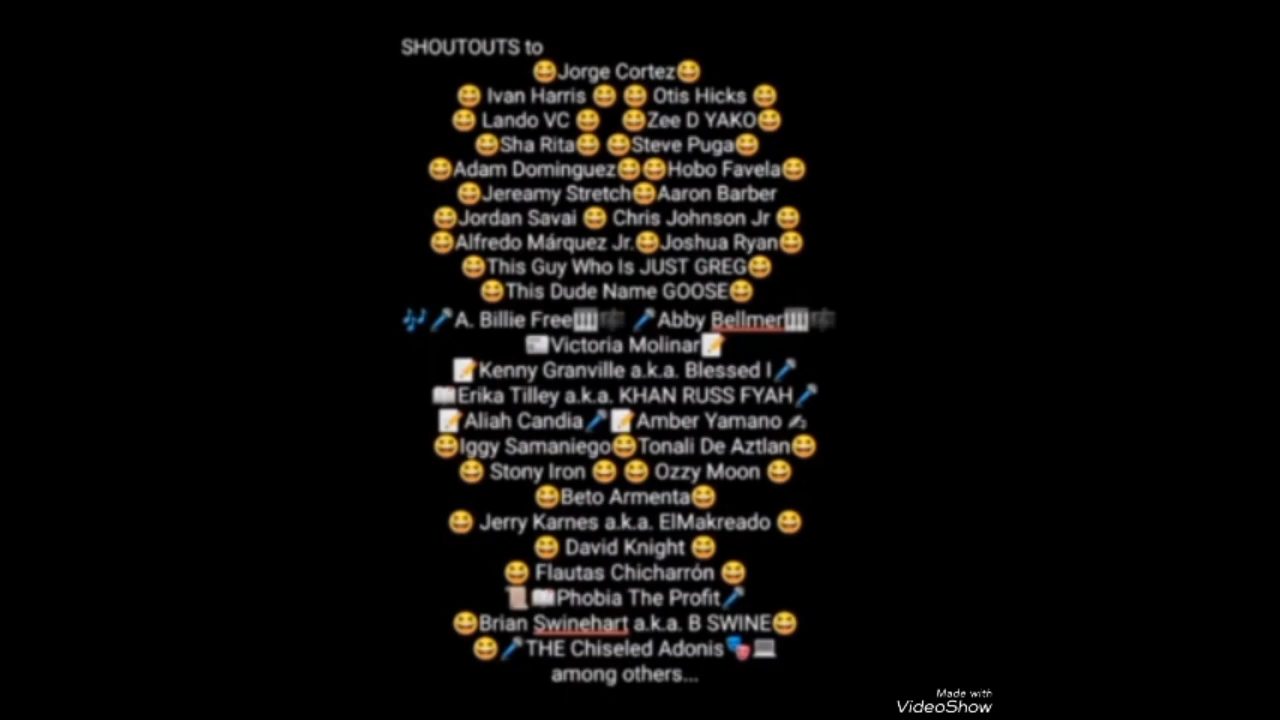 SHOUTOUTS to
😆Jorge Cortez😆
😆 Ivan Harris 😆 😆 Otis Hicks 😆
😆 Lando VC 😆 😆Zee D YAKO😆
😆Sha Rita😆 😆Steve Puga😆
😆Adam Dominguez😆😆Hobo Favela😆
😆Jereamy Stretch😆Aaron Barber
😆Jordan Savai 😆 Chris Johnson Jr 😆
😆Alfredo Márquez Jr.😆Joshua Ryan😆
😆This Guy Who Is JUST GREG😆
😆This Dude Name GOOSE😆
🎶🎤A. Billie Free🎹🎼 🎤Abby Bellmer🎹🎼
📰Victoria Molinar📝
📝Kenny Granville a.k.a. Blessed I🎤
📖Erika Tilley a.k.a. KHAN RUSS FYAH🎤
📝Aliah Candia🎤📝Amber Yamano ✍
😆Iggy Samaniego😆Tonali De Aztlan😆
😆 Stony Iron 😆 😆 Ozzy Moon 😆
😆Beto Armenta😆
😆 Jerry Karnes a.k.a. ElMakreado 😆
😆 David Knight 😆
😆 Flautas Chicharrón 😆
📜📖Phobia The Profit🎤
😆Brian Swinehart a.k.a. B SWINE😆
😆🎤THE Chiseled Adonis🎭💻
among others...
Made with
VideoShow